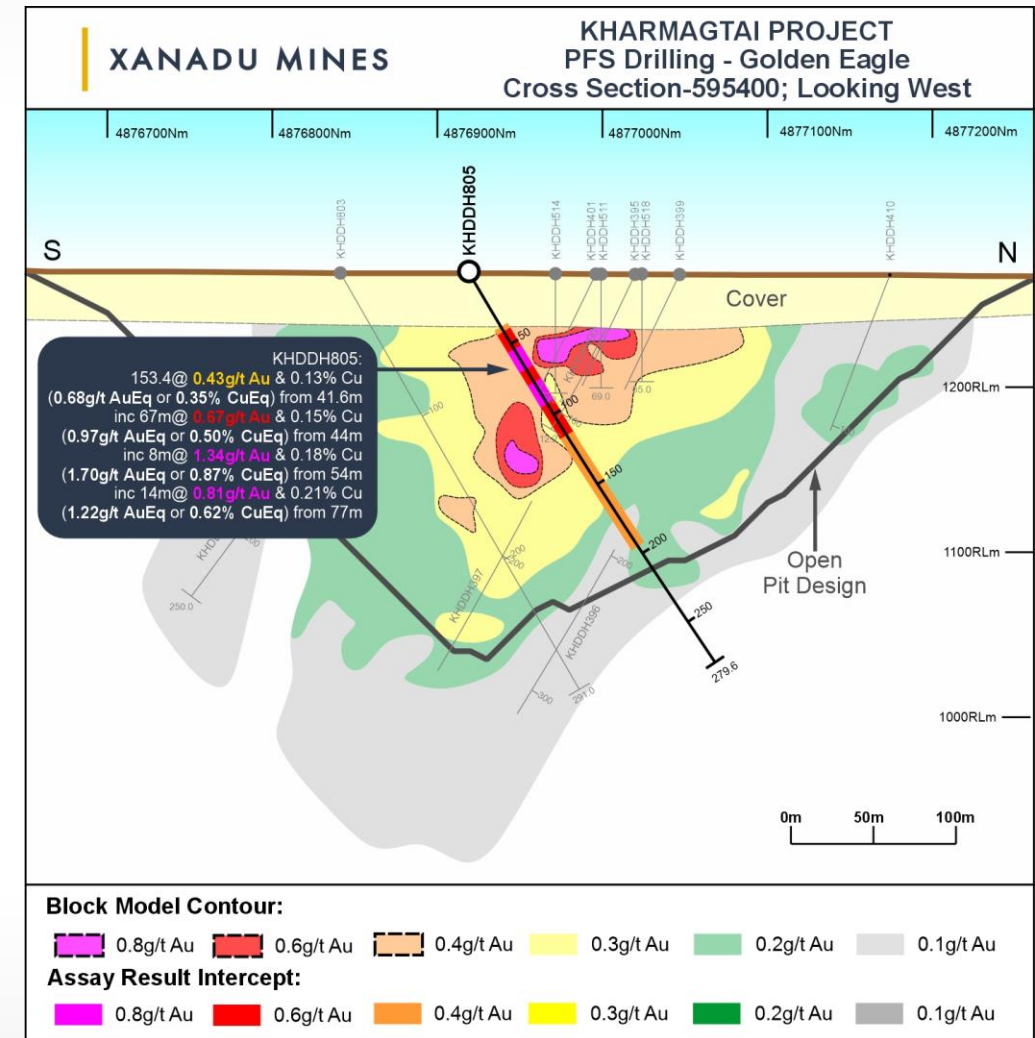 XANADU MINES
KHARMAGTAI PROJECT
PFS Drilling - Golden Eagle
Cross Section-595400; Looking West
4876700Nm
4876800Nm
4876900Nm
4877000Nm
4877100Nm
4877200Nm
KHDDH803
KHDDH805
KHDDH514
KHDDH401
KHDDH511
KHDDH395
KHDDH518
KHDDH399
KHDDH410
S
N
Cover
KHDDH805:
153.4@ 0.43g/t Au & 0.13% Cu
(0.68g/t AuEq or 0.35% CuEq) from 41.6m
inc 67m@ 0.67g/t Au & 0.15% Cu
(0.97g/t AuEq or 0.50% CuEq) from 44m
inc 8m@ 1.34g/t Au & 0.18% Cu
(1.70g/t AuEq or 0.87% CuEq) from 54m
inc 14m@ 0.81g/t Au & 0.21% Cu
(1.22g/t AuEq or 0.62% CuEq) from 77m
50
100
150
200
250
279.6
69.0
100
200
200
291.0
KHDDH397
KHDDH396
200
300
250.0
1200RLm
1100RLm
1000RLm
Open
Pit Design
0m
50m
100m
Block Model Contour:
0.8g/t Au
0.6g/t Au
0.4g/t Au
0.3g/t Au
0.2g/t Au
0.1g/t Au
Assay Result Intercept:
0.8g/t Au
0.6g/t Au
0.4g/t Au
0.3g/t Au
0.2g/t Au
0.1g/t Au